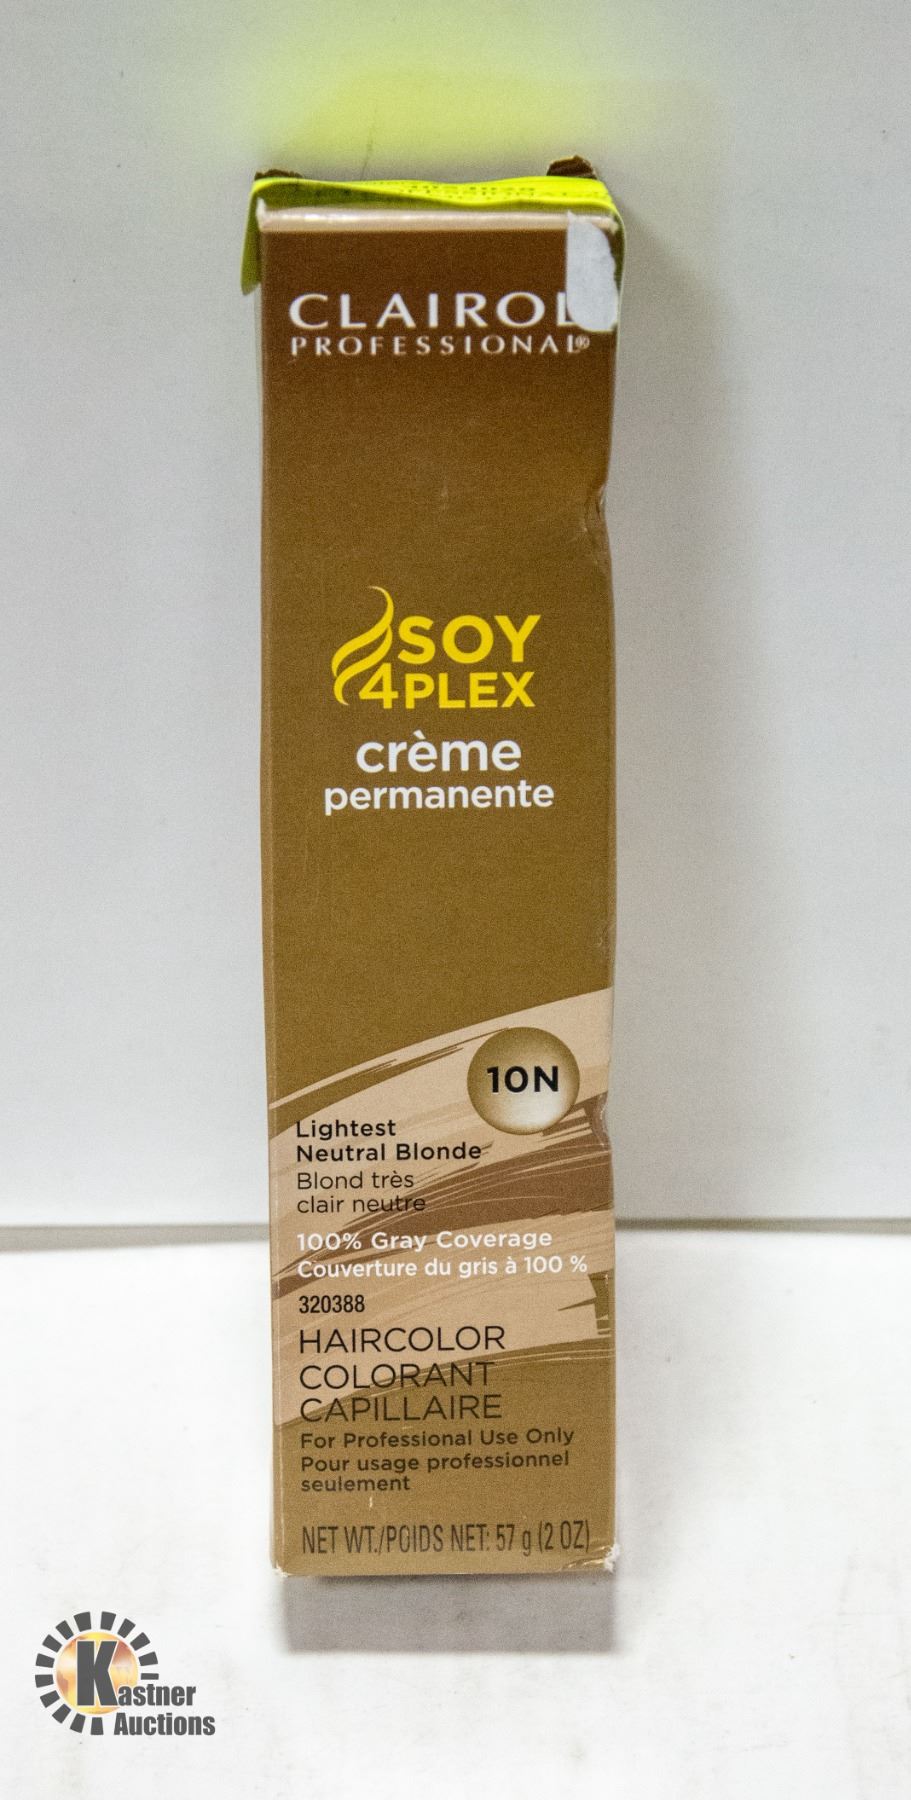 CLAIROL
PROFESSIONAL®
SOY
4PLEX
crème
permanente
10N
Lightest
Neutral Blonde
Blond très
clair neutre
100% Gray Coverage
Couverture du gris à 100 %
320388
HAIRCOLOR
COLORANT
CAPILLAIRE
For Professional Use Only
Pour usage professionnel
seulement
NET WT./POIDS NET: 57 g (2 OZ)
Kastner
Auctions